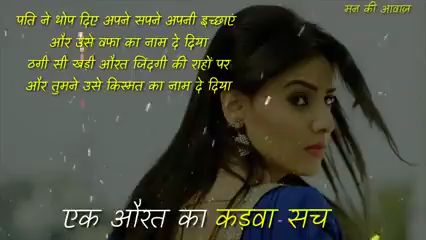 मन की आवाज़
पति ने थोप दिए अपने सपने अपनी इच्छाएं
और उसे वफा का नाम दे दिया
ठगी सी खड़ी औरत जिंदगी की राहों पर
और तुमने उसे किस्मत का नाम दे दिया
एक औरत का कड़वा सच